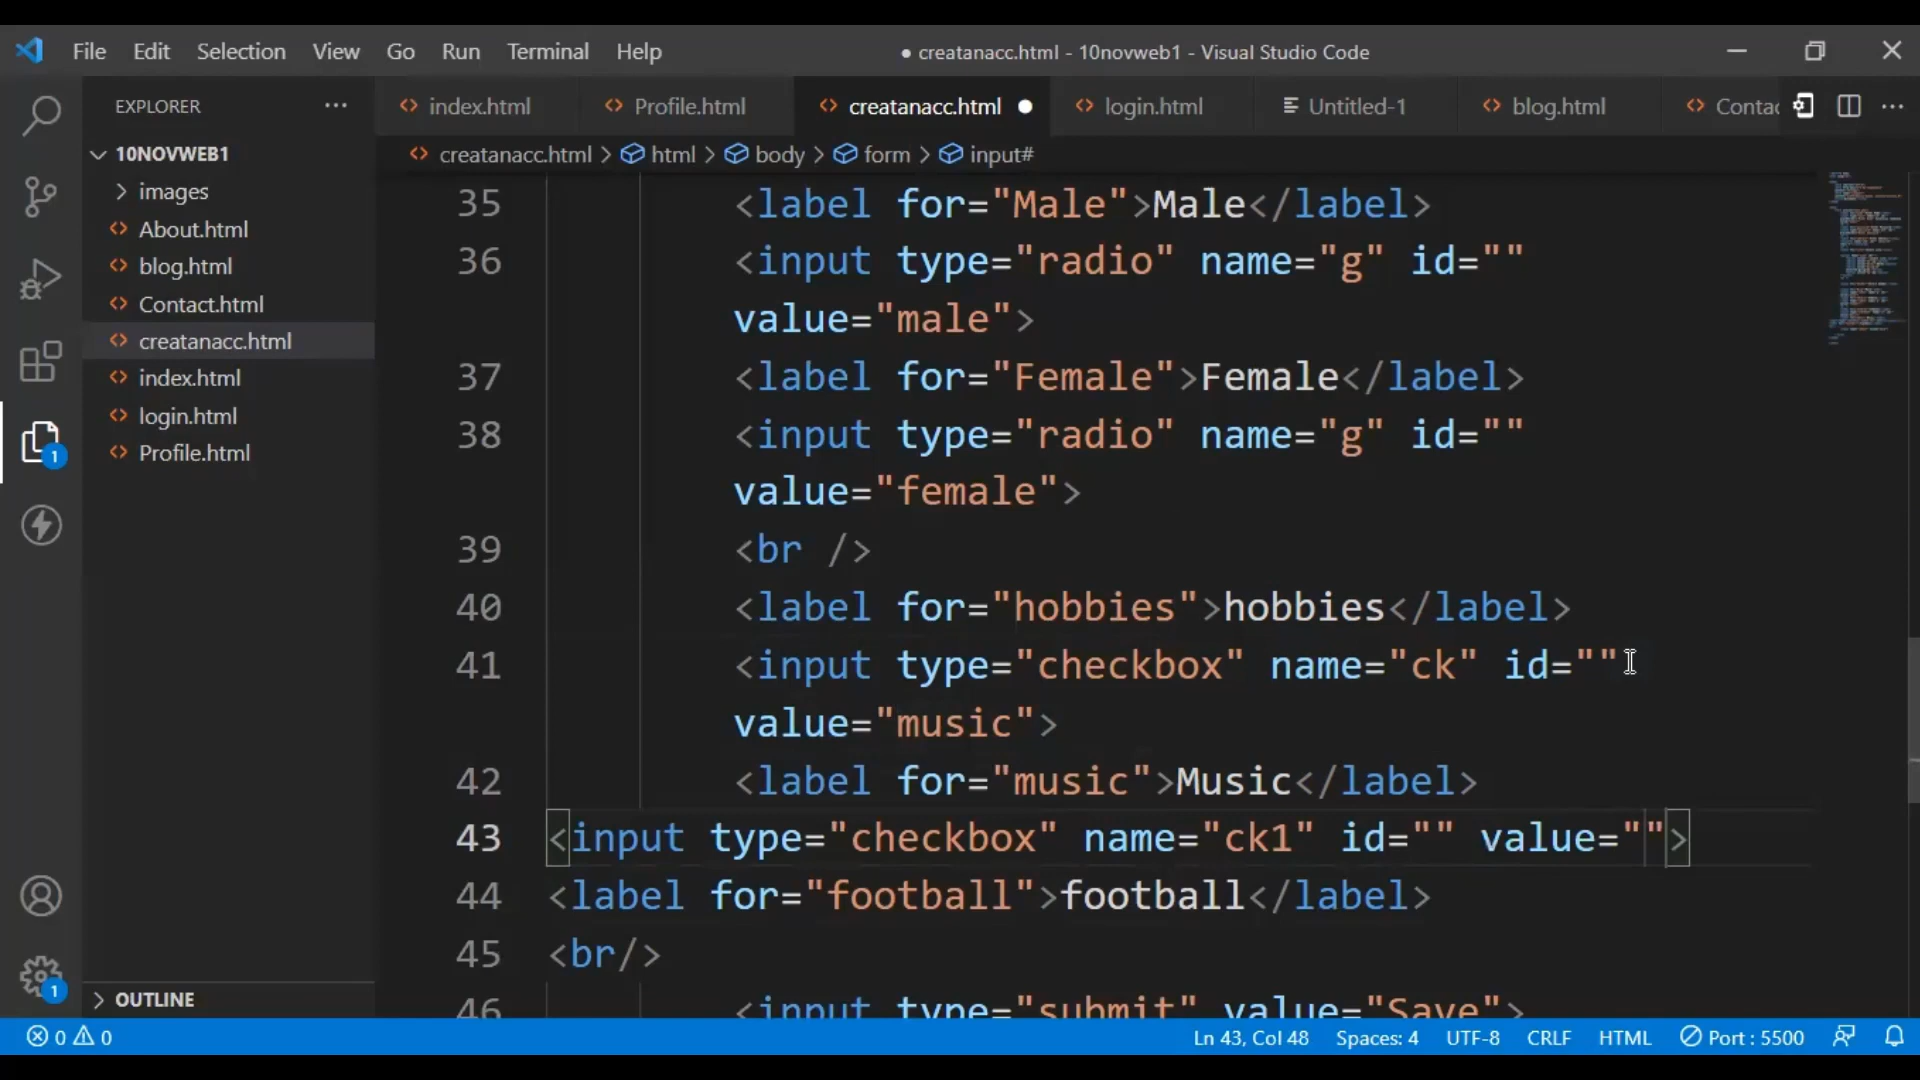 File Edit Selection View Go Run Terminal Help
● creatanacc.html - 10novweb1 - Visual Studio Code
EXPLORER
index.html
Profile.html
creatanacc.html
login.html
Untitled-1
blog.html
Contac
10NOVWEB1
images
About.html
blog.html
Contact.html
creatanacc.html
index.html
login.html
Profile.html
OUTLINE
creatanacc.html > html > body > form > input#
35 <label for="Male">Male</label>
36 <input type="radio" name="g" id=""
value="male">
37 <label for="Female">Female</label>
38 <input type="radio" name="g" id=""
value="female">
39 <br />
40 <label for="hobbies">hobbies</label>
41 <input type="checkbox" name="ck" id=""
value="music">
42 <label for="music">Music</label>
43 <input type="checkbox" name="ck1" id="" value="">
44 <label for="football">football</label>
45 <br/>
46 <input type="submit" value="Save">
1
1
0 0
Ln 43, Col 48 Spaces: 4 UTF-8 CRLF HTML Port : 5500